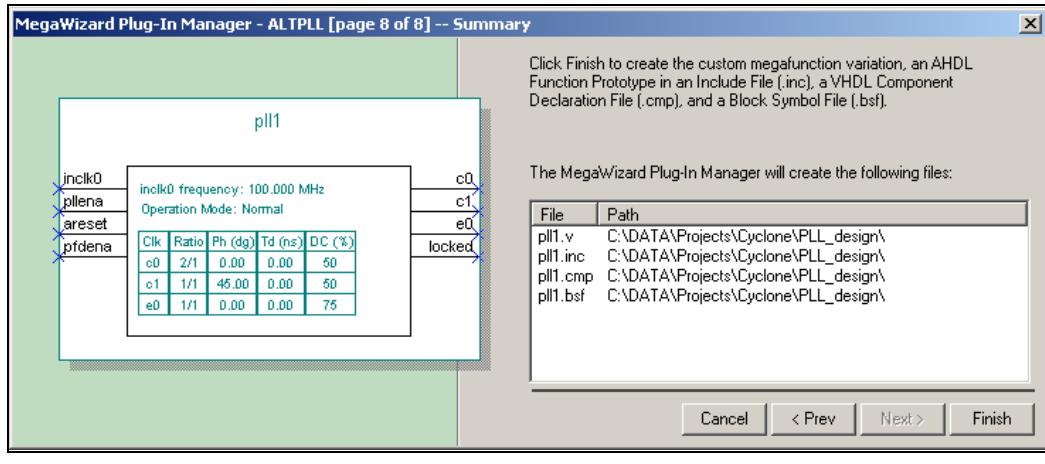 MegaWizard Plug-In Manager - ALTPLL [page 8 of 8] -- Summary
Click Finish to create the custom megafunction variation, an AHDL
Function Prototype in an Include File (.inc), a VHDL Component
Declaration File (.cmp), and a Block Symbol File (.bsf).
pll1
inclk0
pllena
areset
pfdena
inclk0 frequency: 100.000 MHz
Operation Mode: Normal
Clk Ratio Ph (dg) Td (ns) DC (%)
c0 2/1 0.00 0.00 50
c1 1/1 45.00 0.00 50
e0 1/1 0.00 0.00 75
c0
c1
e0
locked
The MegaWizard Plug-In Manager will create the following files:
File Path
pll1.v C:\DATA\Projects\Cyclone\PLL_design\
pll1.inc C:\DATA\Projects\Cyclone\PLL_design\
pll1.cmp C:\DATA\Projects\Cyclone\PLL_design\
pll1.bsf C:\DATA\Projects\Cyclone\PLL_design\
Cancel < Prev Next > Finish